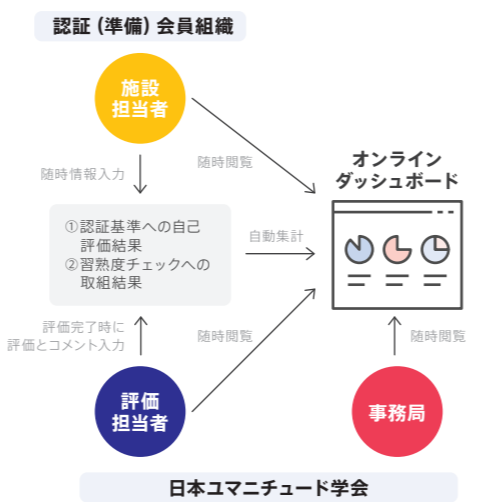 認証(準備)会員組織
施設
担当者
随時情報入力
随時閲覧
オンライン
ダッシュボード
①認証基準への自己
評価結果
②習熟度チェックへの
取組結果
自動集計
評価完了時に
評価とコメント入力
随時閲覧
随時閲覧
評価
担当者
事務局
日本ユマニチュード学会